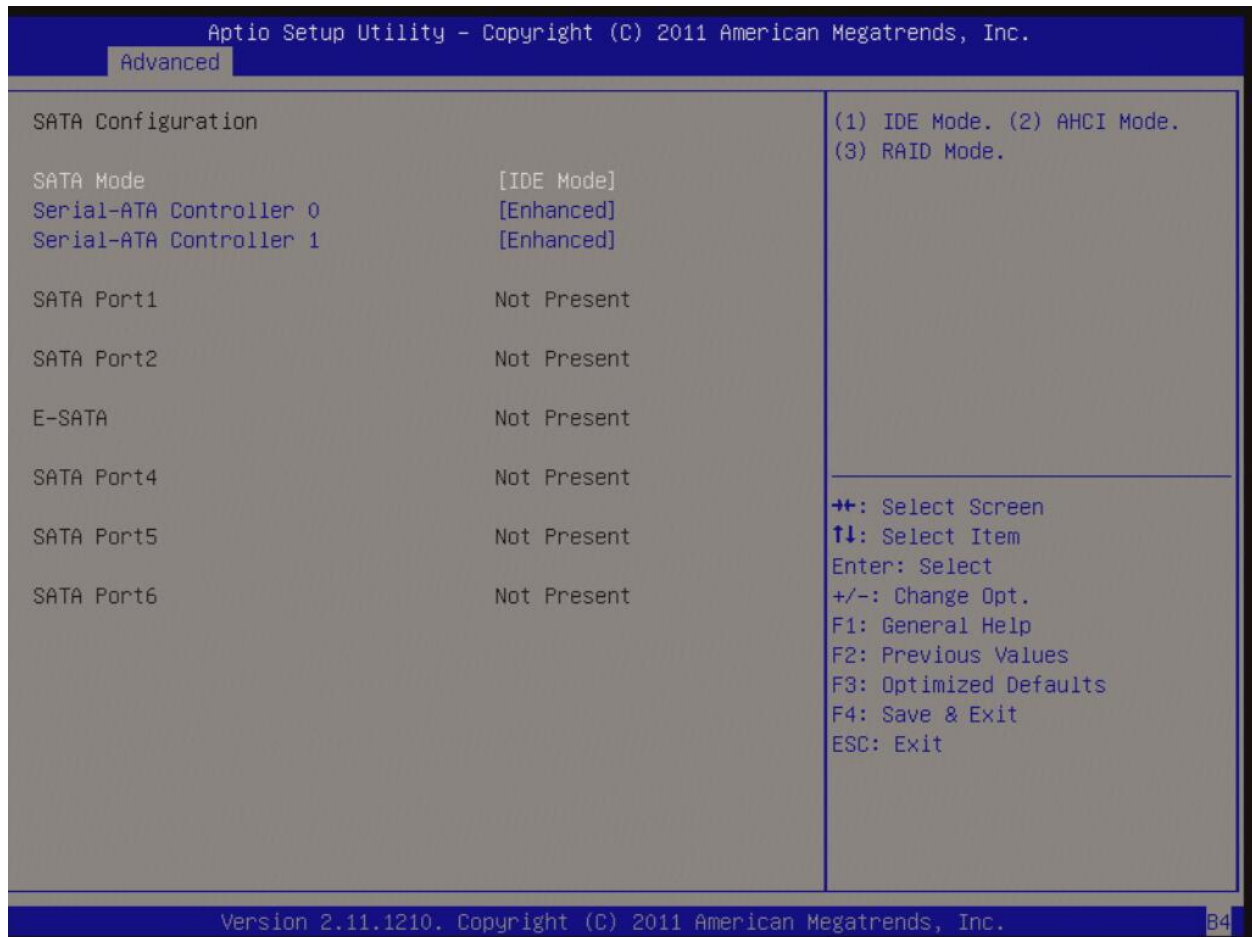 Aptio Setup Utility – Copyright (C) 2011 American Megatrends, Inc.
Advanced
SATA Configuration
SATA Mode [IDE Mode]
Serial-ATA Controller 0 [Enhanced]
Serial-ATA Controller 1 [Enhanced]
SATA Port1 Not Present
SATA Port2 Not Present
E-SATA Not Present
SATA Port4 Not Present
SATA Port5 Not Present
SATA Port6 Not Present
(1) IDE Mode. (2) AHCI Mode.
(3) RAID Mode.
→←: Select Screen
↑↓: Select Item
Enter: Select
+/-: Change Opt.
F1: General Help
F2: Previous Values
F3: Optimized Defaults
F4: Save & Exit
ESC: Exit
Version 2.11.1210. Copyright (C) 2011 American Megatrends, Inc.
B4